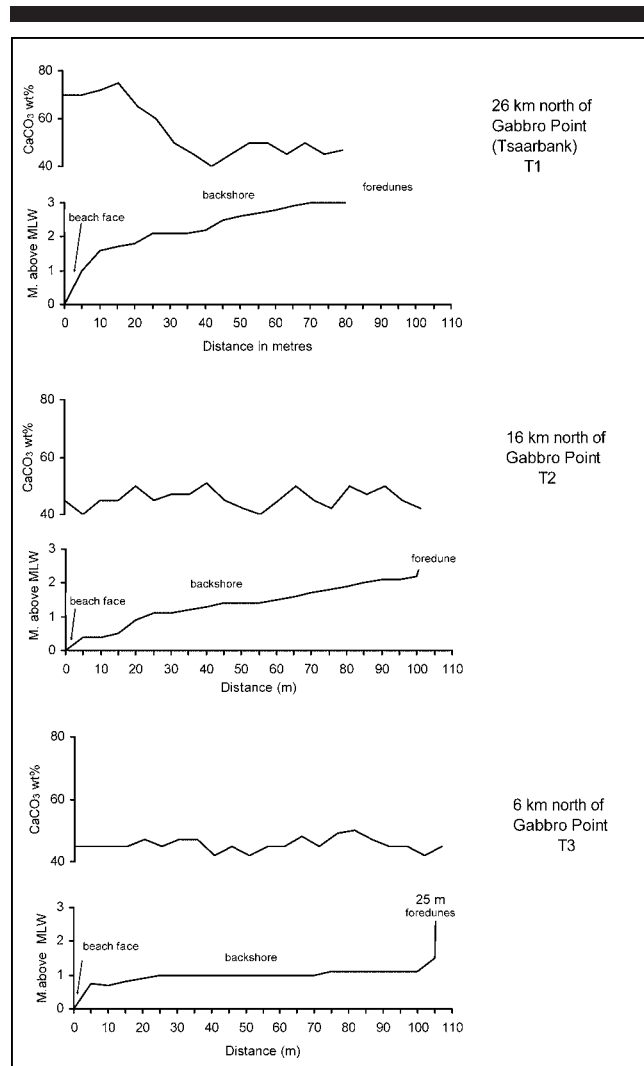 CaCO3 wt%
80
60
40
26 km north of
Gabbro Point
(Tsaarbank)
T1
M. above MLW
3
2
1
0
beach face
backshore
foredunes
0 10 20 30 40 50 60 70 80 90 100 110
Distance in metres
CaCO3 wt%
80
60
40
16 km north of
Gabbro Point
T2
M. above MLW
3
2
1
0
beach face
backshore
foredune
0 10 20 30 40 50 60 70 80 90 100 110
Distance (m)
CaCO3 wt%
80
60
40
6 km north of
Gabbro Point
T3
M.above MLW
3
2
1
0
beach face
backshore
25 m
foredunes
0 10 20 30 40 50 60 70 80 90 100 110
Distance (m)